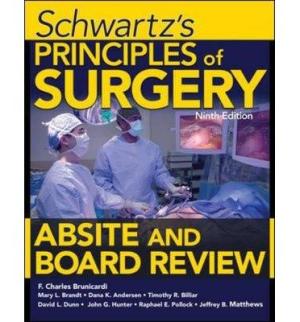 Schwartz's
PRINCIPLES of
SURGERY
Ninth Edition
ABSITE AND
BOARD REVIEW
F. Charles Brunicardi
Mary L. Brandt • Dana K. Andersen • Timothy R. Billiar
David L. Dunn • John G. Hunter • Raphael E. Pollock • Jeffrey B. Matthews